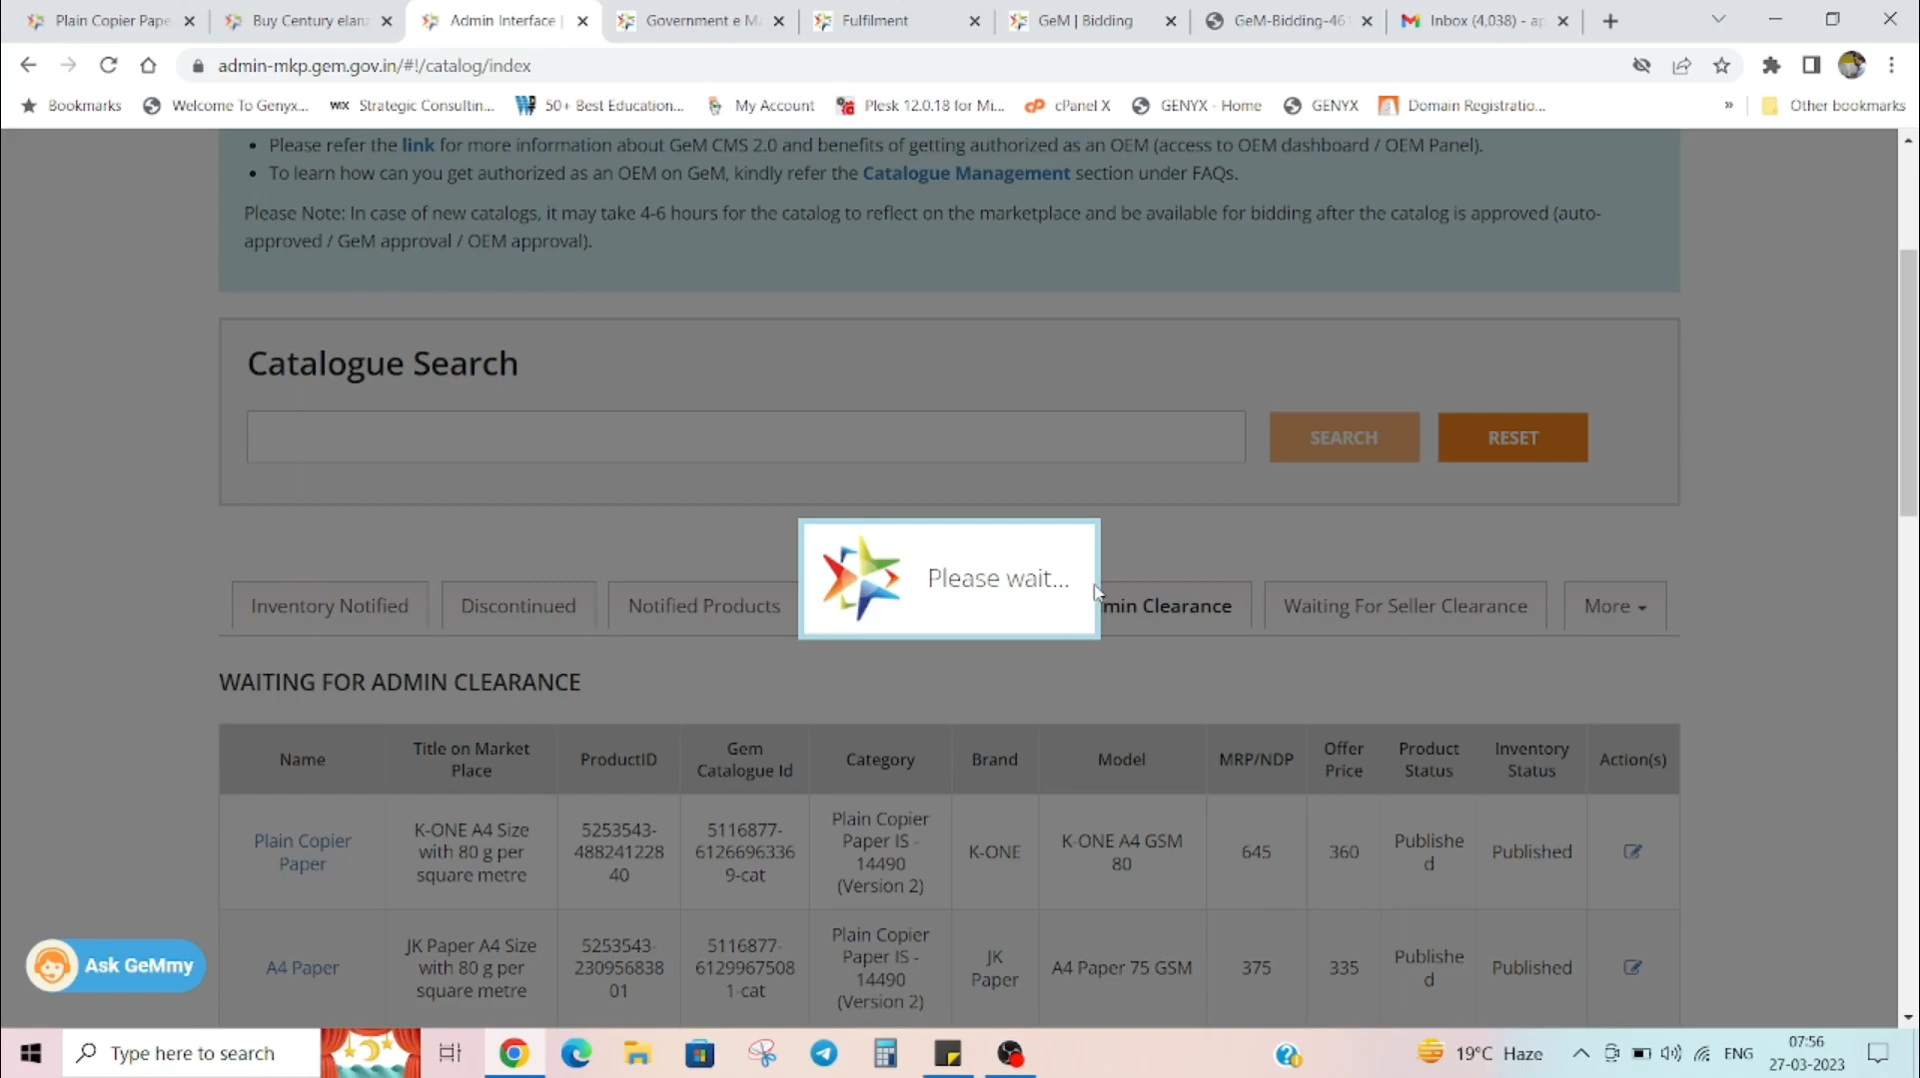 Plain Copier Pape
Buy Century elan
Admin Interface |
Government e M
Fulfilment
GeM | Bidding
GeM-Bidding-461
Inbox (4,038) - ap
admin-mkp.gem.gov.in/#!/catalog/index
Bookmarks
Welcome To Genyx...
WIX Strategic Consultin...
50+ Best Education...
My Account
Plesk 12.0.18 for Mi...
cPanel X
GENYX - Home
GENYX
Domain Registratio...
»
Other bookmarks
• Please refer the link for more information about GeM CMS 2.0 and benefits of getting authorized as an OEM (access to OEM dashboard / OEM Panel).
• To learn how can you get authorized as an OEM on GeM, kindly refer the Catalogue Management section under FAQs.
Please Note: In case of new catalogs, it may take 4-6 hours for the catalog to reflect on the marketplace and be available for bidding after the catalog is approved (auto-
approved / GeM approval / OEM approval).
Catalogue Search
SEARCH
RESET
Please wait...
Inventory Notified
Discontinued
Notified Products
min Clearance
Waiting For Seller Clearance
More
WAITING FOR ADMIN CLEARANCE
Name
Title on Market
Place
ProductID
Gem
Catalogue Id
Category
Brand
Model
MRP/NDP
Offer
Price
Product
Status
Inventory
Status
Action(s)
Plain Copier
Paper
K-ONE A4 Size
with 80 g per
square metre
5253543-
488241228
40
5116877-
6126696336
9-cat
Plain Copier
Paper IS -
14490
(Version 2)
K-ONE
K-ONE A4 GSM
80
645
360
Publishe
d
Published
A4 Paper
JK Paper A4 Size
with 80 g per
square metre
5253543-
230956838
01
5116877-
6129967508
1-cat
Plain Copier
Paper IS -
14490
(Version 2)
JK
Paper
A4 Paper 75 GSM
375
335
Publishe
d
Published
Ask GeMmy
Type here to search
19°C Haze
ENG
07:56
27-03-2023